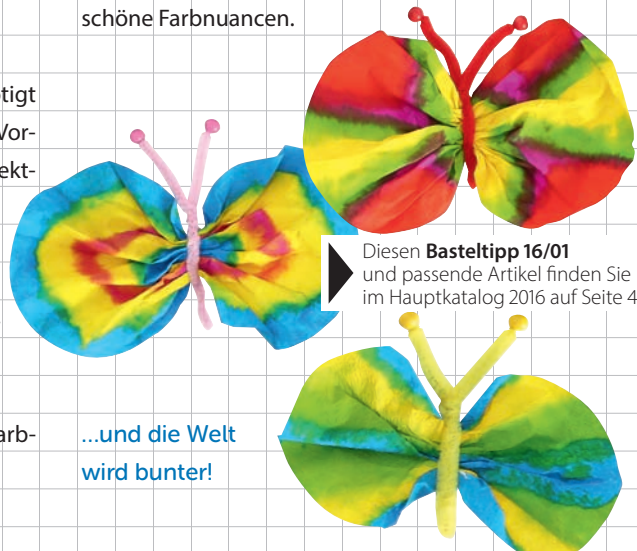 schöne Farbnuancen.
tigt
Vor-
ekt-
Diesen Basteltipp 16/01
und passende Artikel finden Sie
im Hauptkatalog 2016 auf Seite 4
arb-
...und die Welt
wird bunter!